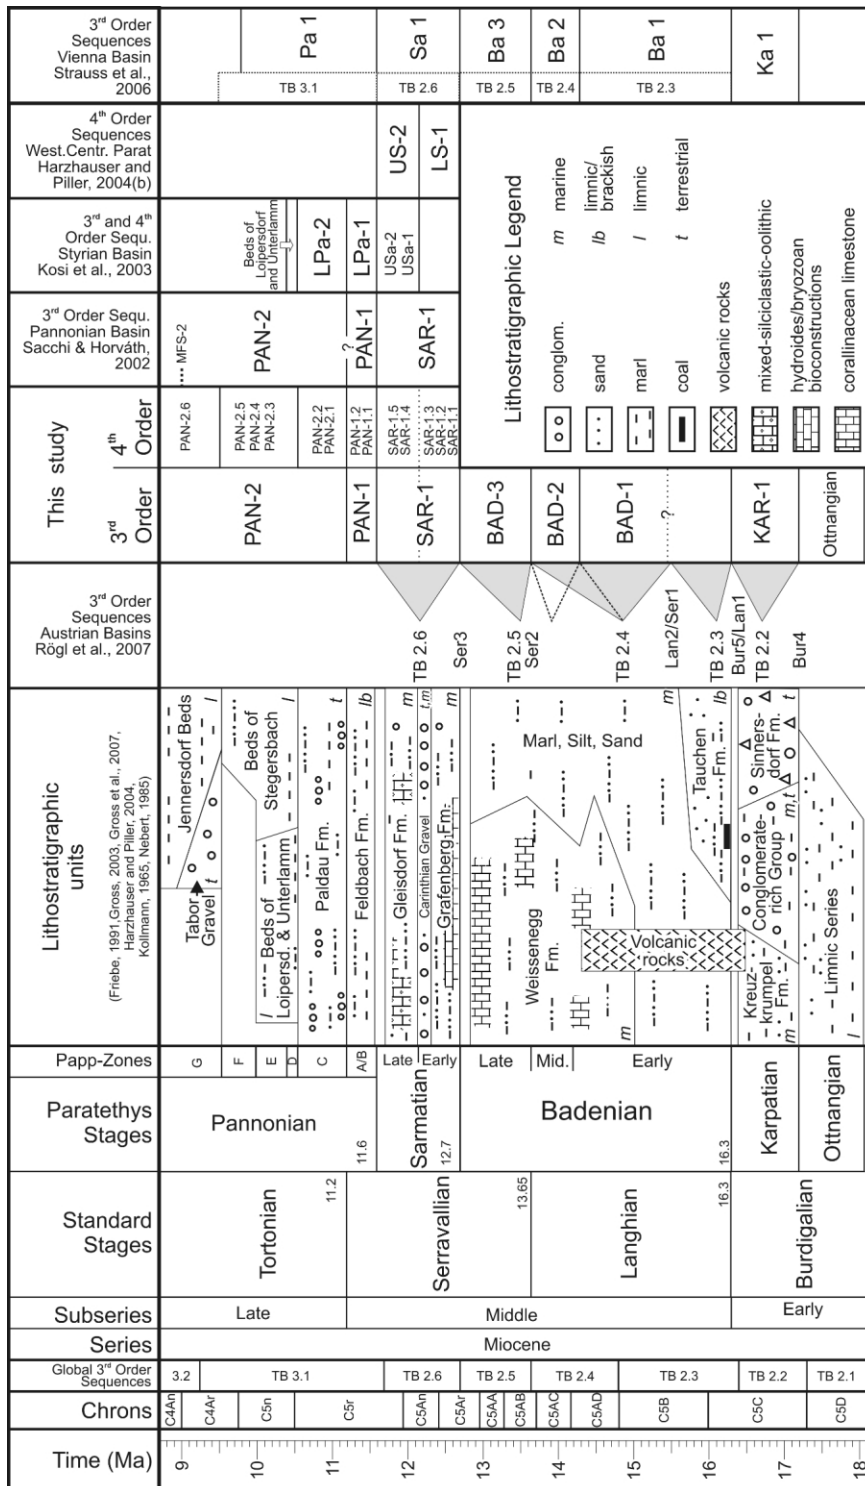 3rd Order
Sequences
Vienna Basin
Strauss et al.,
2006
Pa 1
Sa 1
Ba 3
Ba 2
Ba 1
Ka 1
TB 3.1
TB 2.6
TB 2.5
TB 2.4
TB 2.3
4th Order
Sequences
West.Centr. Parat
Harzhauser and
Piller, 2004(b)
US-2
LS-1
3rd and 4th
Order Sequ.
Styrian Basin
Kosi et al., 2003
Beds of
Loipersdorf
and Unterlamm
LPa-2
LPa-1
USa-2
USa-1
3rd Order Sequ.
Pannonian Basin
Sacchi & Horváth,
2002
MFS-2
PAN-2
?
PAN-1
SAR-1
Lithostratigraphic Legend
conglom.
sand
marl
coal
volcanic rocks
mixed-silciclastic-oolithic
hydroides/bryozoan
bioconstructions
corallinacean limestone
m marine
lb limnic/
brackish
l limnic
t terrestrial
This study
4th
Order
PAN-2.6
PAN-2.5
PAN-2.4
PAN-2.3
PAN-2.2
PAN-2.1
PAN-1.2
PAN-1.1
SAR-1.5
SAR-1.4
SAR-1.3
SAR-1.2
SAR-1.1
3rd
Order
PAN-2
PAN-1
SAR-1
BAD-3
BAD-2
BAD-1
?
KAR-1
Ottnangian
3rd Order
Sequences
Austrian Basins
Rögl et al., 2007
TB 2.6
Ser3
TB 2.5
Ser2
TB 2.4
Lan2/Ser1
TB 2.3
Bur5/Lan1
TB 2.2
Bur4
Lithostratigraphic
units
(Friebe, 1991,Gross, 2003, Gross et al., 2007,
Harzhauser and Piller, 2004,
Kollmann, 1965, Nebert, 1985)
Jennersdorf Beds
l
Tabor
Gravel
t
Beds of
Stegersbach
l
l
Beds of
Loipersd. & Unterlamm
Paldau Fm.
t
Feldbach Fm.
lb
Gleisdorf Fm.
m
Carinthian Gravel
t,m
Grafenberg Fm.
m
Marl, Silt, Sand
m
Weissenegg
Fm.
m
Volcanic
rocks
Tauchen
Fm.
lb
l
Sinners-
dorf Fm.
t
Conglomerate-
rich Group
m,t
Kreuz-
krumpel
Fm.
m
Limnic Series
l
Papp-Zones
G
F
E
D
C
A/B
Late
Early
Late
Mid.
Early
Paratethys
Stages
Pannonian
11.6
Sarmatian
12.7
Badenian
16.3
Karpatian
Ottnangian
Standard
Stages
Tortonian
11.2
Serravallian
13.65
Langhian
16.3
Burdigalian
Subseries
Late
Middle
Early
Series
Miocene
Global 3rd Order
Sequences
3.2
TB 3.1
TB 2.6
TB 2.5
TB 2.4
TB 2.3
TB 2.2
TB 2.1
Chrons
C4An
C4Ar
C5n
C5r
C5An
C5Ar
C5AA
C5AB
C5AC
C5AD
C5B
C5C
C5D
Time (Ma)
9
10
11
12
13
14
15
16
17
18